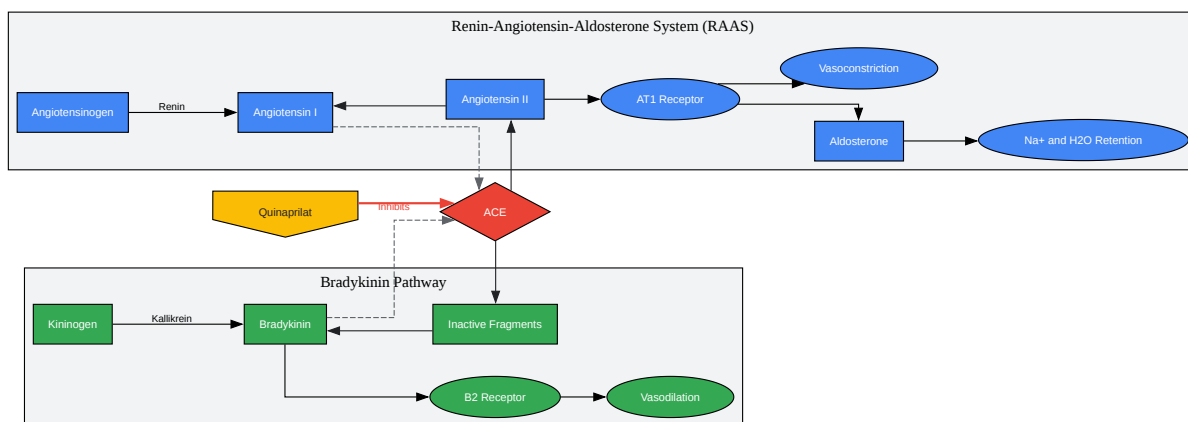 Renin-Angiotensin-Aldosterone System (RAAS)
Vasoconstriction
Angiotensinogen
Renin
Angiotensin I
Angiotensin II
AT1 Receptor
Aldosterone
Na+ and H2O Retention
Quinaprilat
Inhibits
ACE
Bradykinin Pathway
Kininogen
Kallikrein
Bradykinin
Inactive Fragments
B2 Receptor
Vasodilation